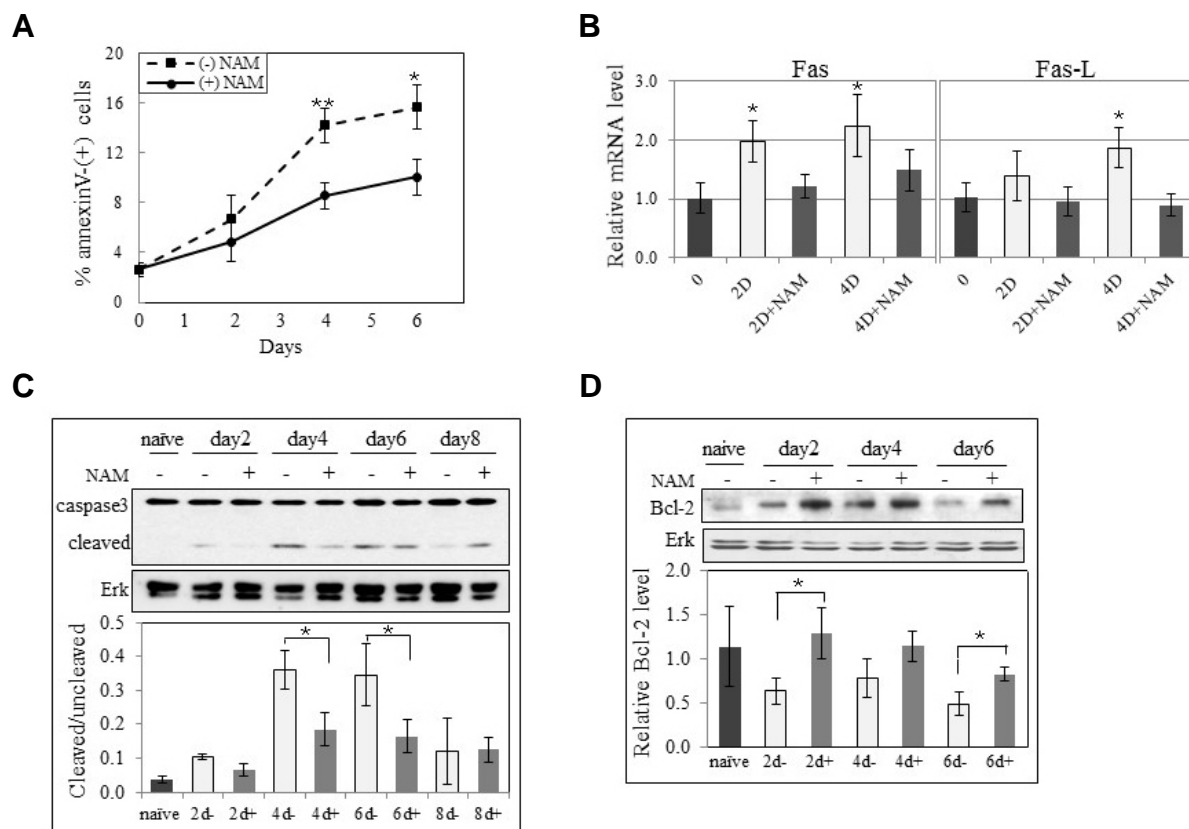 A
20
16
12
8
4
0
% annexinV-(+) cells
(-) NAM
(+) NAM
**
*
0 1 2 3 4 5 6
Days
B
Fas Fas-L
3.0
2.0
1.0
0.0
Relative mRNA level
* * *
0 2D 2D+NAM 4D 4D+NAM 0 2D 2D+NAM 4D 4D+NAM
C
naïve day2 day4 day6 day8
NAM - - + - + - + - +
caspase3
cleaved
Erk
0.5
0.4
0.3
0.2
0.1
0.0
Cleaved/uncleaved
* *
naïve 2d- 2d+ 4d- 4d+ 6d- 6d+ 8d- 8d+
D
naive day2 day4 day6
NAM - - + - + - +
Bcl-2
Erk
2.0
1.5
1.0
0.5
0.0
Relative Bcl-2 level
* *
naïve 2d- 2d+ 4d- 4d+ 6d- 6d+